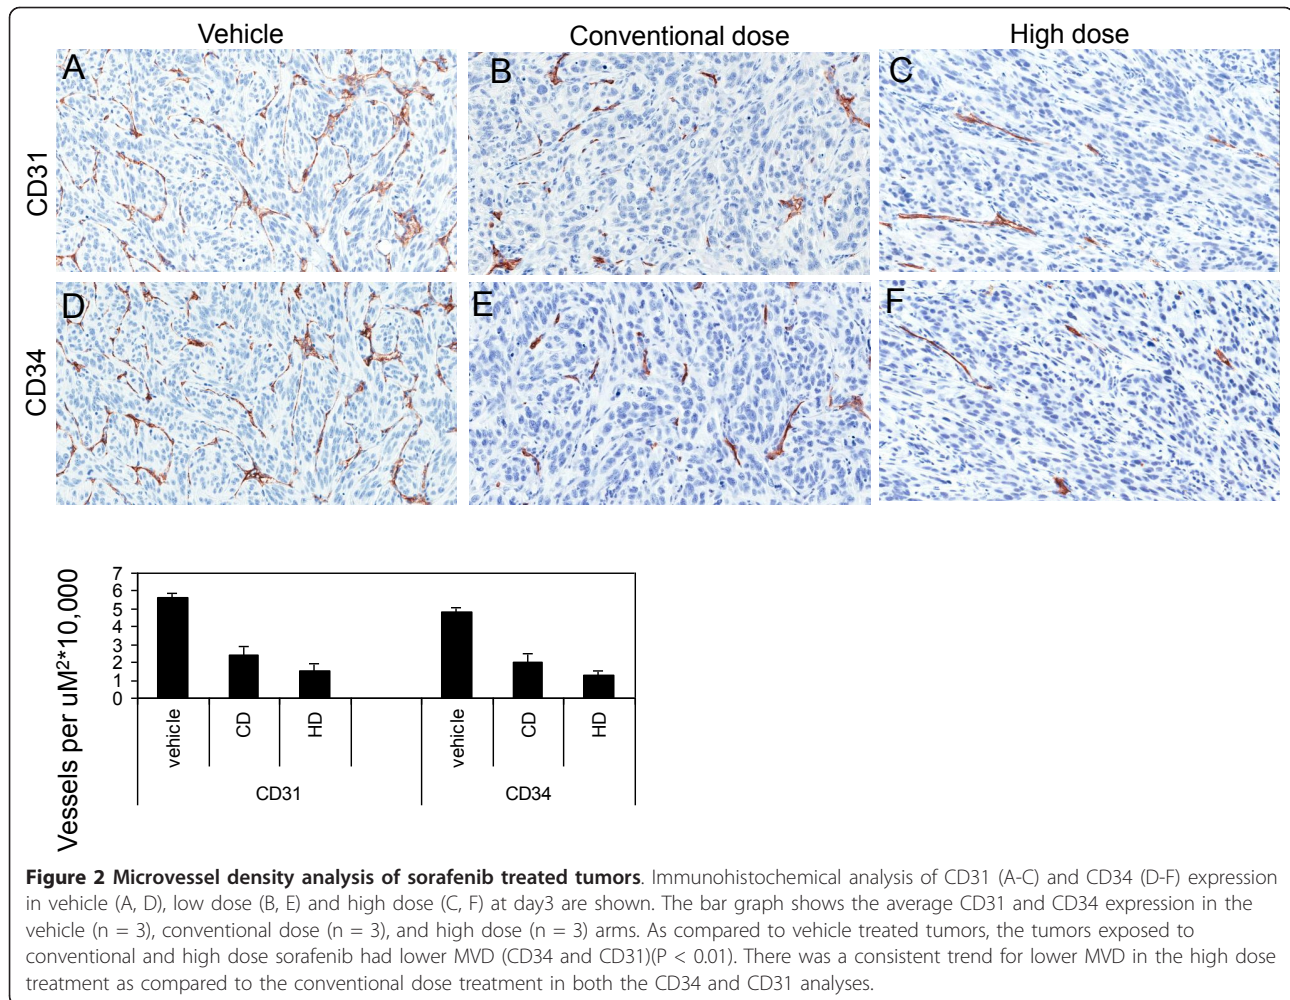 Vehicle
Conventional dose
High dose
A
B
C
CD31
D
E
F
CD34
Vessels per uM²*10,000
7
6
5
4
3
2
1
0
vehicle
CD
HD
vehicle
CD
HD
CD31
CD34
Figure 2 Microvessel density analysis of sorafenib treated tumors. Immunohistochemical analysis of CD31 (A-C) and CD34 (D-F) expression
in vehicle (A, D), low dose (B, E) and high dose (C, F) at day3 are shown. The bar graph shows the average CD31 and CD34 expression in the
vehicle (n = 3), conventional dose (n = 3), and high dose (n = 3) arms. As compared to vehicle treated tumors, the tumors exposed to
conventional and high dose sorafenib had lower MVD (CD34 and CD31)(P < 0.01). There was a consistent trend for lower MVD in the high dose
treatment as compared to the conventional dose treatment in both the CD34 and CD31 analyses.